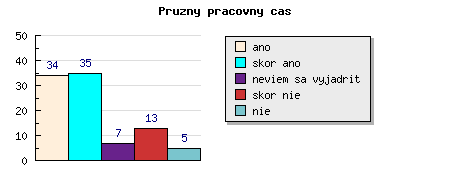 Pruzny pracovny cas
50
40
30
20
10
0
34
35
7
13
5
ano
skor ano
neviem sa vyjadrit
skor nie
nie